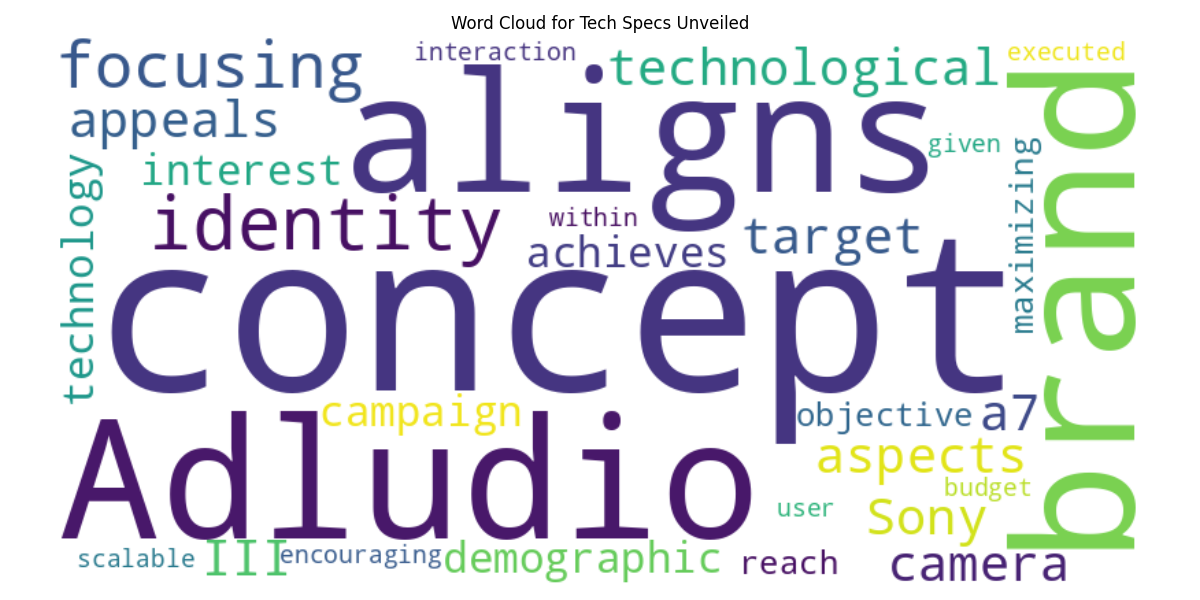 Word Cloud for Tech Specs Unveiled
focusing
interaction
technological
executed
appeals
aligns
given
interest
technology
identity
within
achieves
target
maximizing
brand
concept
campaign
objective
a7
Adludio
aspects
budget
user
Sony
scalable
III
encouraging
demographic
reach
camera